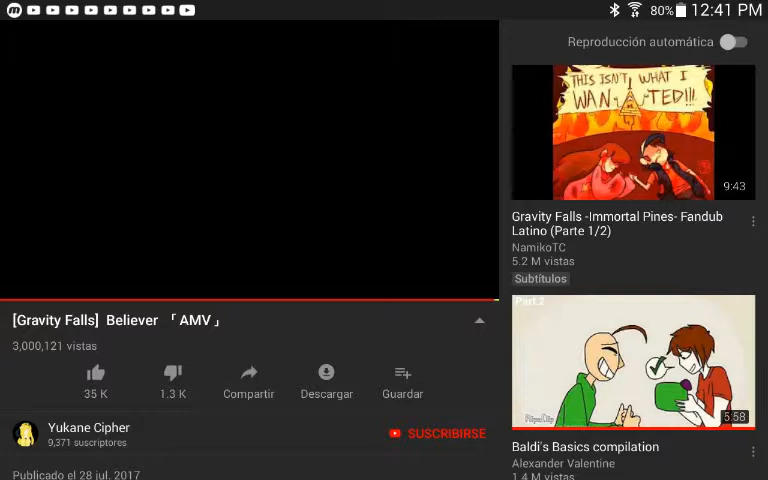 80% 12:41 PM
Reproducción automática
THIS ISN'T WHAT I
WAN TED!!!
9:43
Gravity Falls -Immortal Pines- Fandub
Latino (Parte 1/2)
NamikoTC
5.2 M vistas
Subtítulos
[Gravity Falls] Believer 「AMV」
3,000,121 vistas
35 K
1.3 K
Compartir
Descargar
Guardar
Yukane Cipher
9,371 suscriptores
SUSCRIBIRSE
Publicado el 28 jul. 2017
Part.2
FlipaClip
5:58
Baldi's Basics compilation
Alexander Valentine
1.4 M vistas